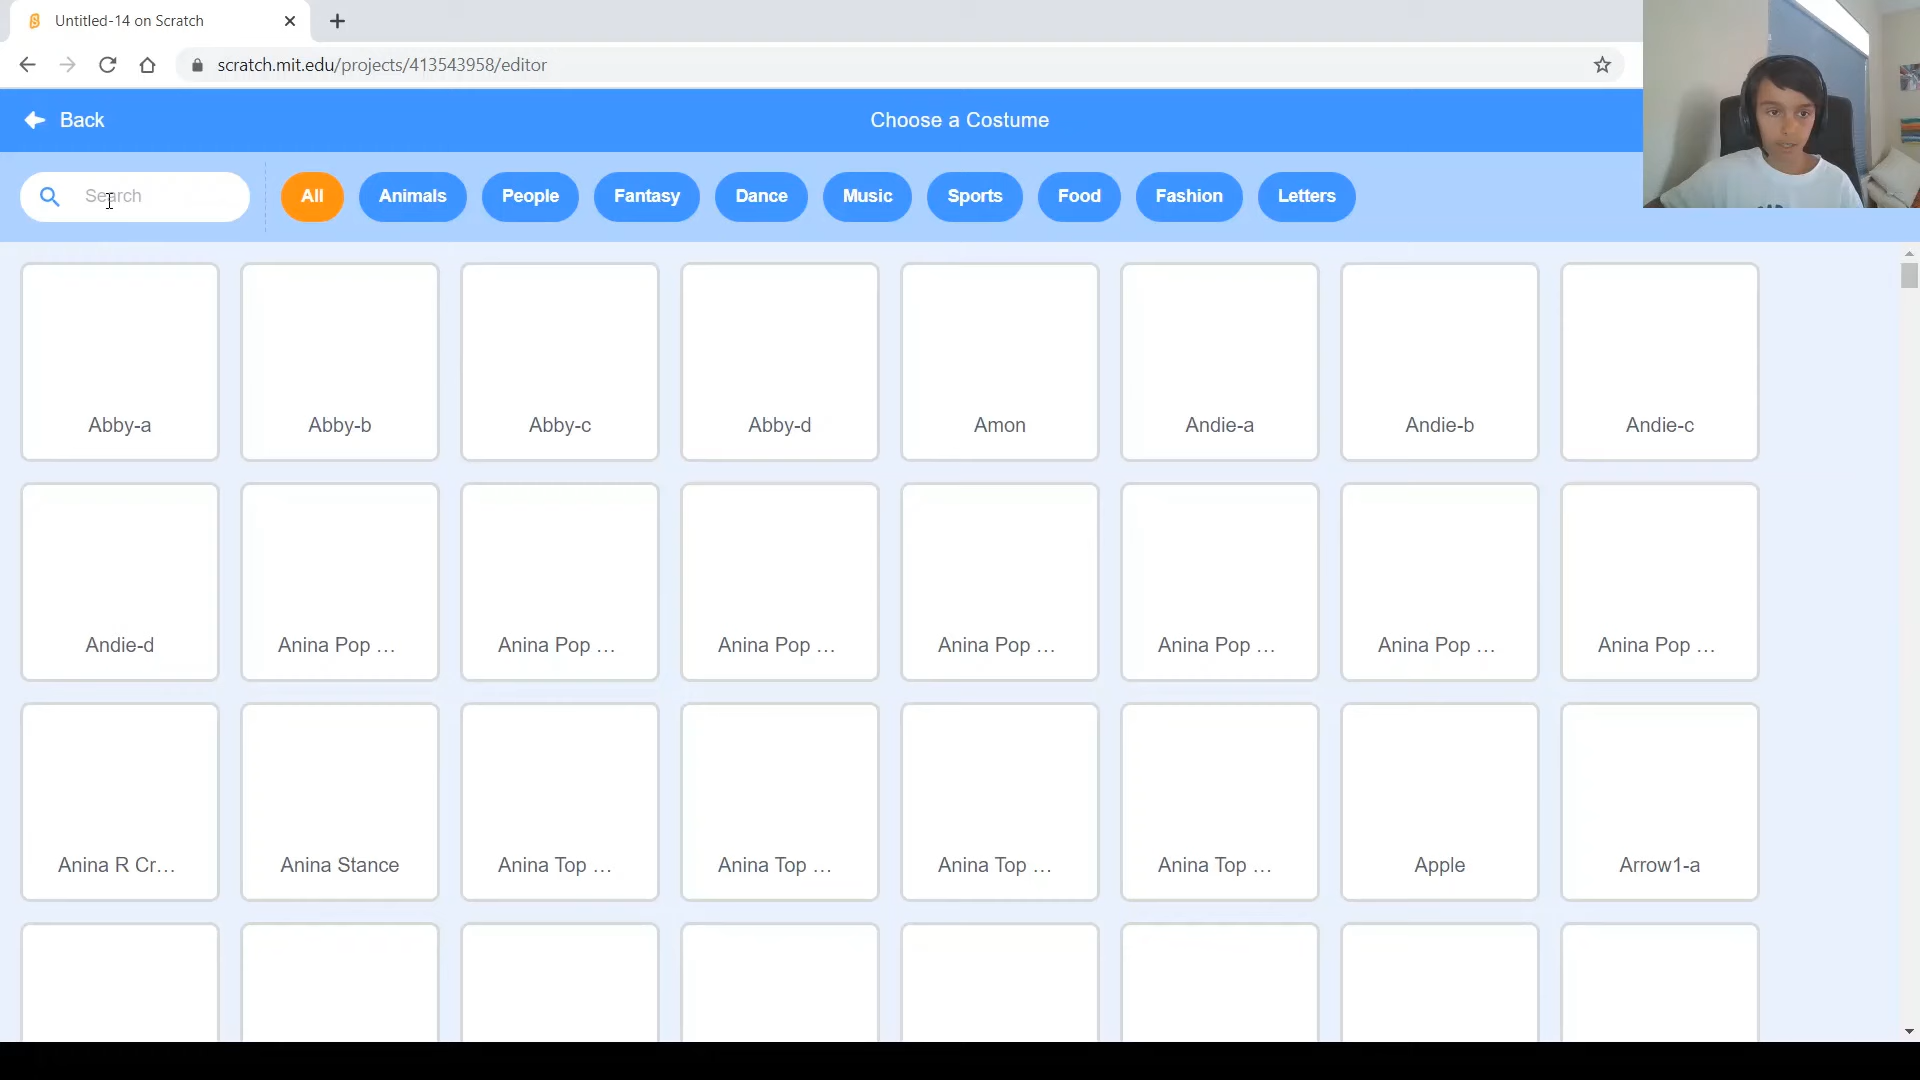 Untitled-14 on Scratch
scratch.mit.edu/projects/413543958/editor
Back
Choose a Costume
Search
All
Animals
People
Fantasy
Dance
Music
Sports
Food
Fashion
Letters
Abby-a
Abby-b
Abby-c
Abby-d
Amon
Andie-a
Andie-b
Andie-c
Andie-d
Anina Pop ...
Anina Pop ...
Anina Pop ...
Anina Pop ...
Anina Pop ...
Anina Pop ...
Anina Pop ...
Anina R Cr...
Anina Stance
Anina Top ...
Anina Top ...
Anina Top ...
Anina Top ...
Apple
Arrow1-a